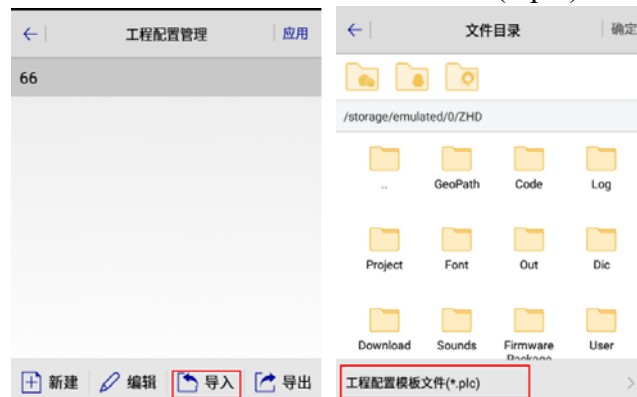 工程配置管理
应用
66
新建
编辑
导入
导出
文件目录
确定
/storage/emulated/0/ZHD
..
GeoPath
Code
Log
Project
Font
Out
Dic
Download
Sounds
Firmware
Package
User
工程配置模板文件(*.plc)